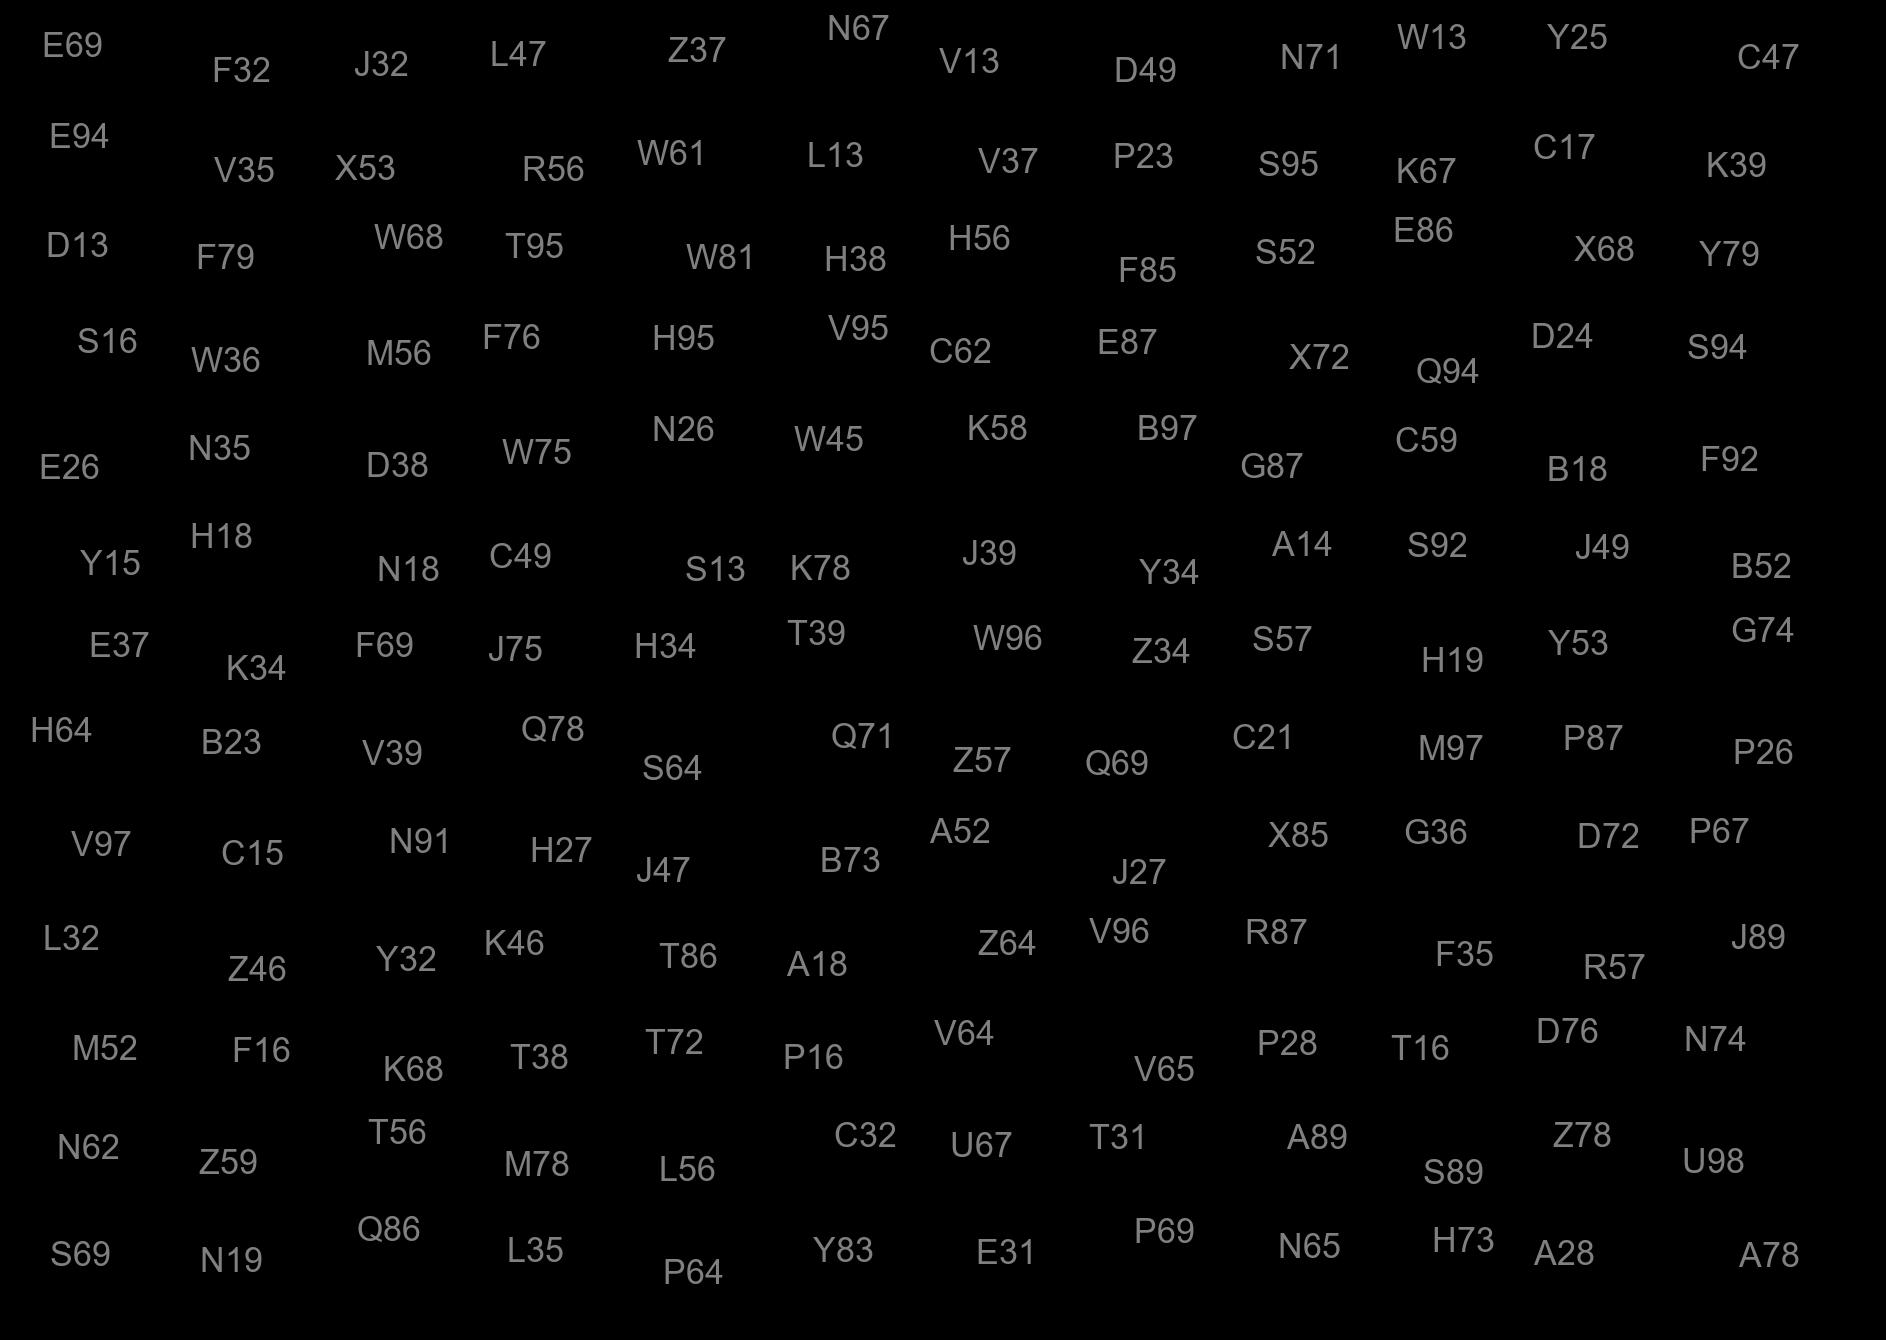 E69 F32 J32 L47 Z37 N67 V13 D49 N71 W13 Y25 C47
E94 V35 X53 R56 W61 L13 V37 P23 S95 K67 C17 K39
D13 F79 W68 T95 W81 H38 H56 F85 S52 E86 X68 Y79
S16 W36 M56 F76 H95 V95 C62 E87 X72 Q94 D24 S94
E26 N35 D38 W75 N26 W45 K58 B97 G87 C59 B18 F92
Y15 H18 N18 C49 S13 K78 J39 Y34 A14 S92 J49 B52
E37 K34 F69 J75 H34 T39 W96 Z34 S57 H19 Y53 G74
H64 B23 V39 Q78 S64 Q71 Z57 Q69 C21 M97 P87 P26
V97 C15 N91 H27 J47 B73 A52 J27 X85 G36 D72 P67
L32 Z46 Y32 K46 T86 A18 Z64 V96 R87 F35 R57 J89
M52 F16 K68 T38 T72 P16 V64 V65 P28 T16 D76 N74
N62 Z59 T56 M78 L56 C32 U67 T31 A89 S89 Z78 U98
S69 N19 Q86 L35 P64 Y83 E31 P69 N65 H73 A28 A78